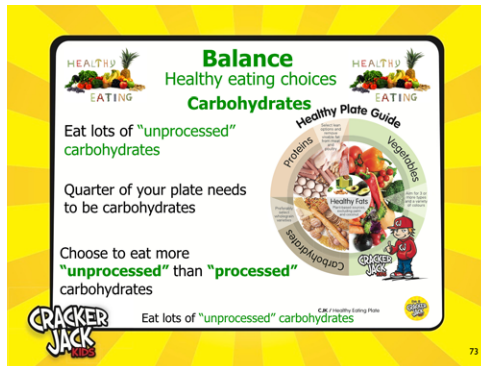 Balance
HEALTHY
EATING
Healthy eating choices
HEALTHY
EATING
Carbohydrates
Healthy Plate Guide
Eat lots of “unprocessed”
carbohydrates
Proteins
Vegetables
Healthy Fats
Carbohydrates
Quarter of your plate needs
to be carbohydrates
Choose to eat more
“unprocessed” than “processed”
carbohydrates
CRACKER
JACK
CJ
CJK // Healthy Eating Plate
Eat lots of “unprocessed” carbohydrates
CRACKER
JACK
KIDS
73